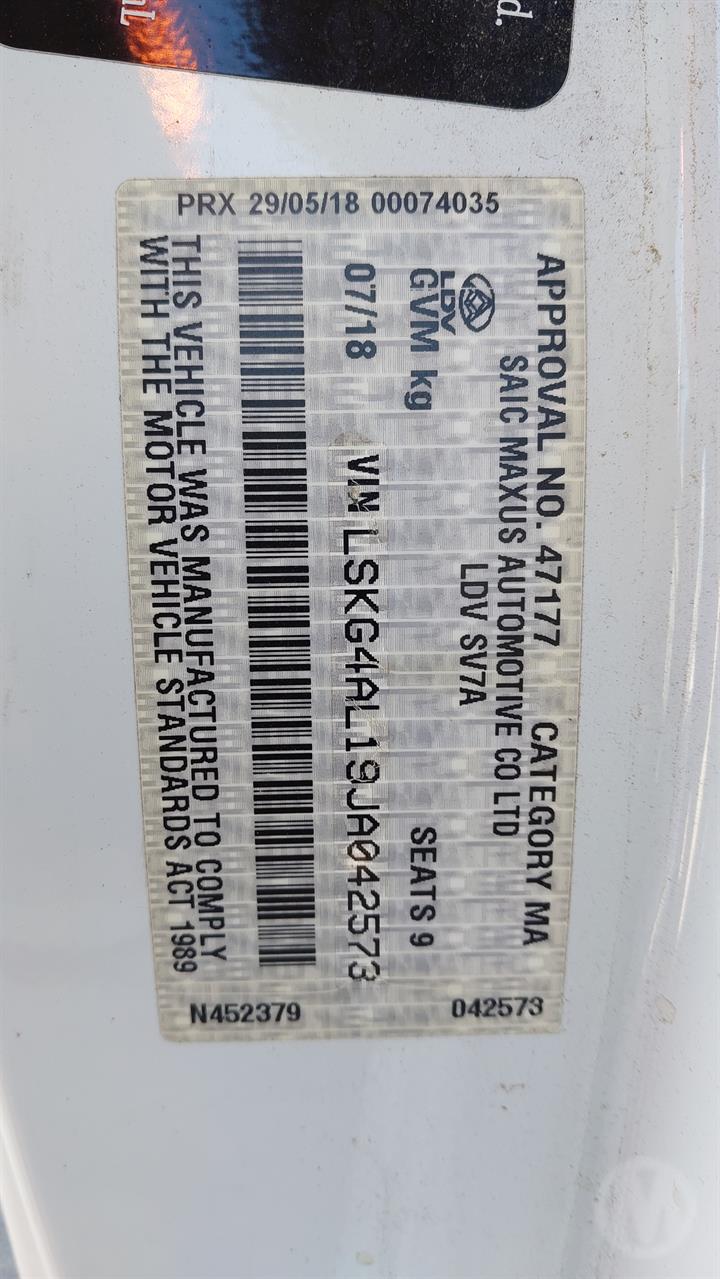 d.
al
PRX 29/05/18 00074035
APPROVAL NO. 47177 CATEGORY MA
SAIC MAXUS AUTOMOTIVE CO LTD
LDV SV7A
LDV
GVM kg SEATS 9
07/18 VIN LSKG4AL19JA042573
THIS VEHICLE WAS MANUFACTURED TO COMPLY
WITH THE MOTOR VEHICLE STANDARDS ACT 1989
N452379 042573
M